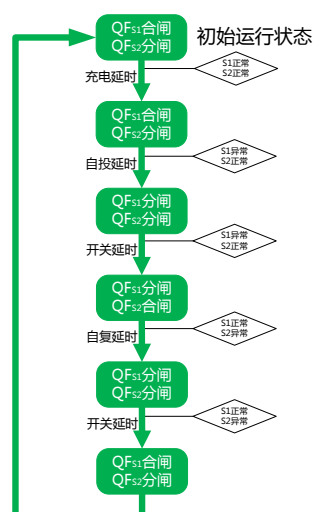 QFS1合闸
QFS2分闸
初始运行状态
充电延时
S1正常
S2正常
QFS1合闸
QFS2分闸
自投延时
S1异常
S2正常
QFS1分闸
QFS2分闸
开关延时
S1异常
S2正常
QFS1分闸
QFS2合闸
自复延时
S1正常
S2异常
QFS1分闸
QFS2分闸
开关延时
S1正常
S2异常
QFS1合闸
QFS2分闸